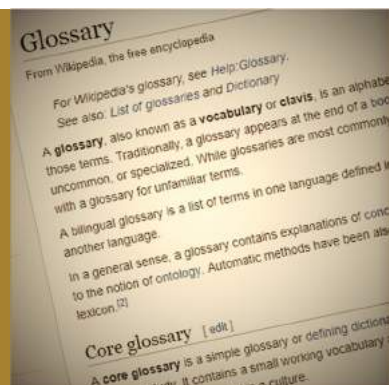 Glossary
From Wikipedia, the free encyclopedia
For Wikipedia's glossary, see Help:Glossary.
See also: List of glossaries and Dictionary
A glossary, also known as a vocabulary or clavis, is an alphabe
those terms. Traditionally, a glossary appears at the end of a boo
uncommon, or specialized. While glossaries are most commonly
with a glossary for unfamiliar terms.
A bilingual glossary is a list of terms in one language defined i
another language.
In a general sense, a glossary contains explanations of conc
to the notion of ontology. Automatic methods have been als
lexicon.[2]
Core glossary [edit]
A core glossary is a simple glossary or defining dictiona
It contains a small working vocabulary
culture.